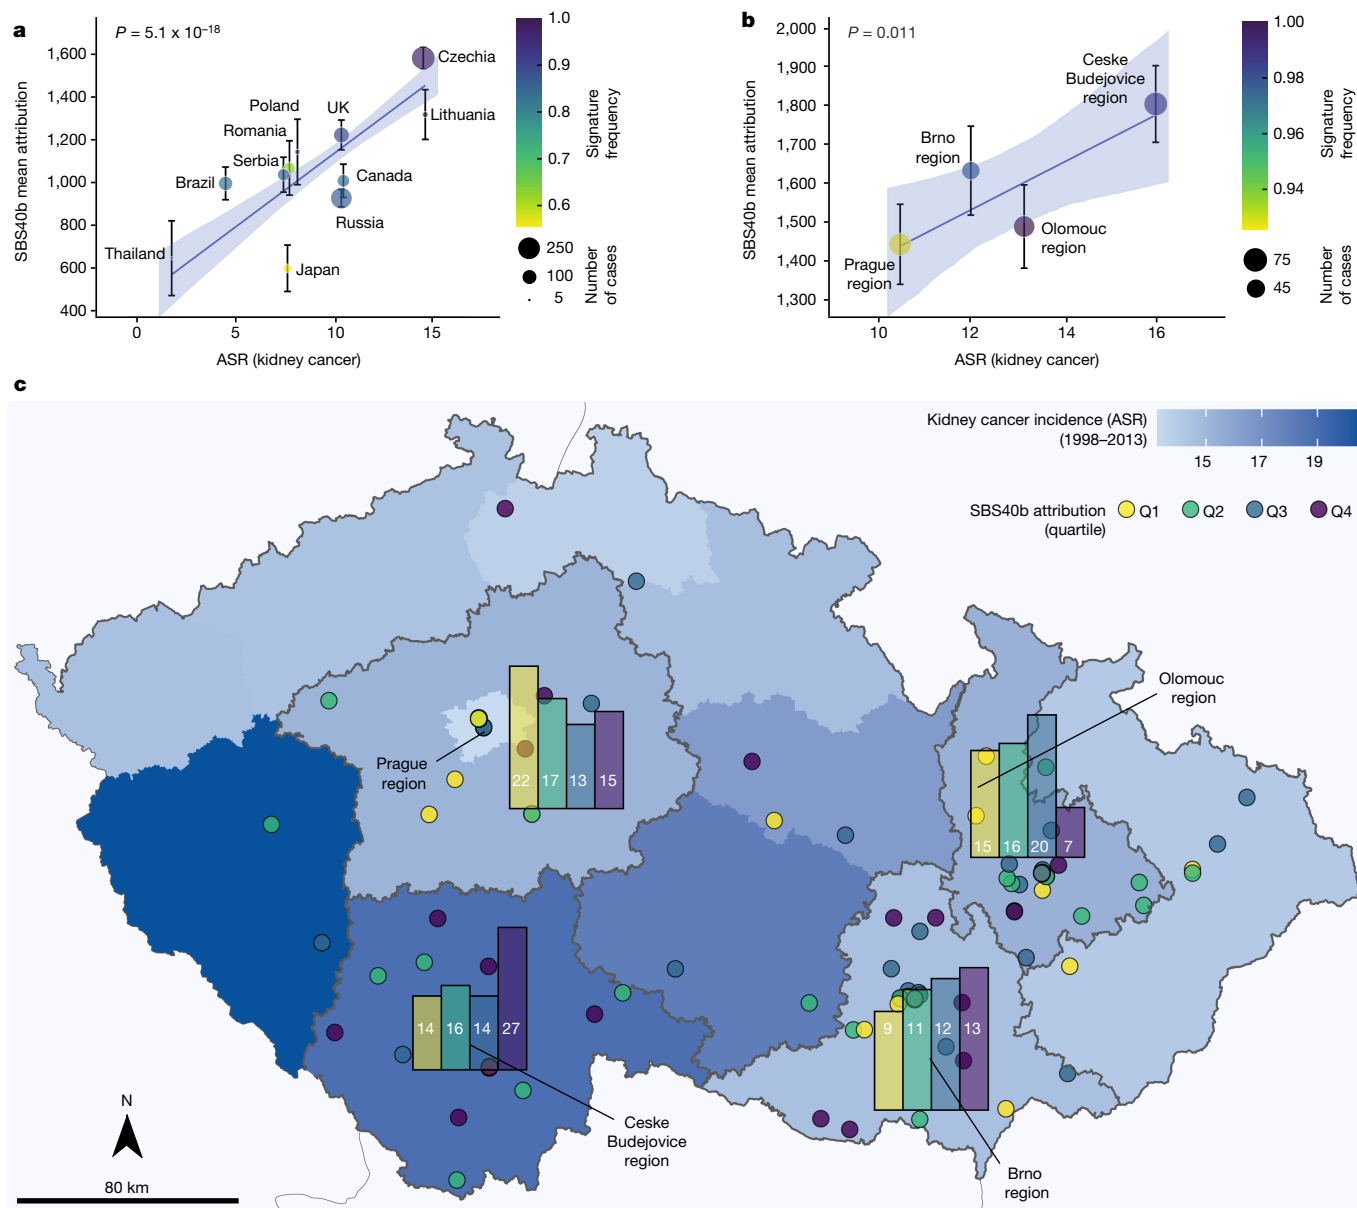 a
P = 5.1 x 10⁻¹⁸
SBS40b mean attribution
1,600
1,400
1,200
1,000
800
600
400
0
5
10
15
ASR (kidney cancer)
Czechia
Lithuania
UK
Poland
Romania
Serbia
Brazil
Canada
Russia
Thailand
Japan
1.0
0.9
0.8
0.7
0.6
Signature
frequency
250
100
5
Number
of cases
b
P = 0.011
SBS40b mean attribution
2,000
1,900
1,800
1,700
1,600
1,500
1,400
1,300
10
12
14
16
ASR (kidney cancer)
Ceske
Budejovice
region
Brno
region
Olomouc
region
Prague
region
1.00
0.98
0.96
0.94
Signature
frequency
75
45
Number
of cases
c
Kidney cancer incidence (ASR)
(1998–2013)
15
17
19
SBS40b attribution
(quartile)
Q1
Q2
Q3
Q4
Olomouc
region
Prague
region
22
17
13
15
15
16
20
7
14
16
14
27
9
11
12
13
Ceske
Budejovice
region
Brno
region
N
80 km